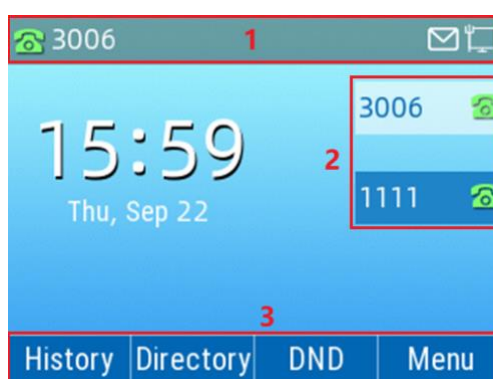 3006 1
3006
15:59 2
Thu, Sep 22
1111
3
History Directory DND Menu